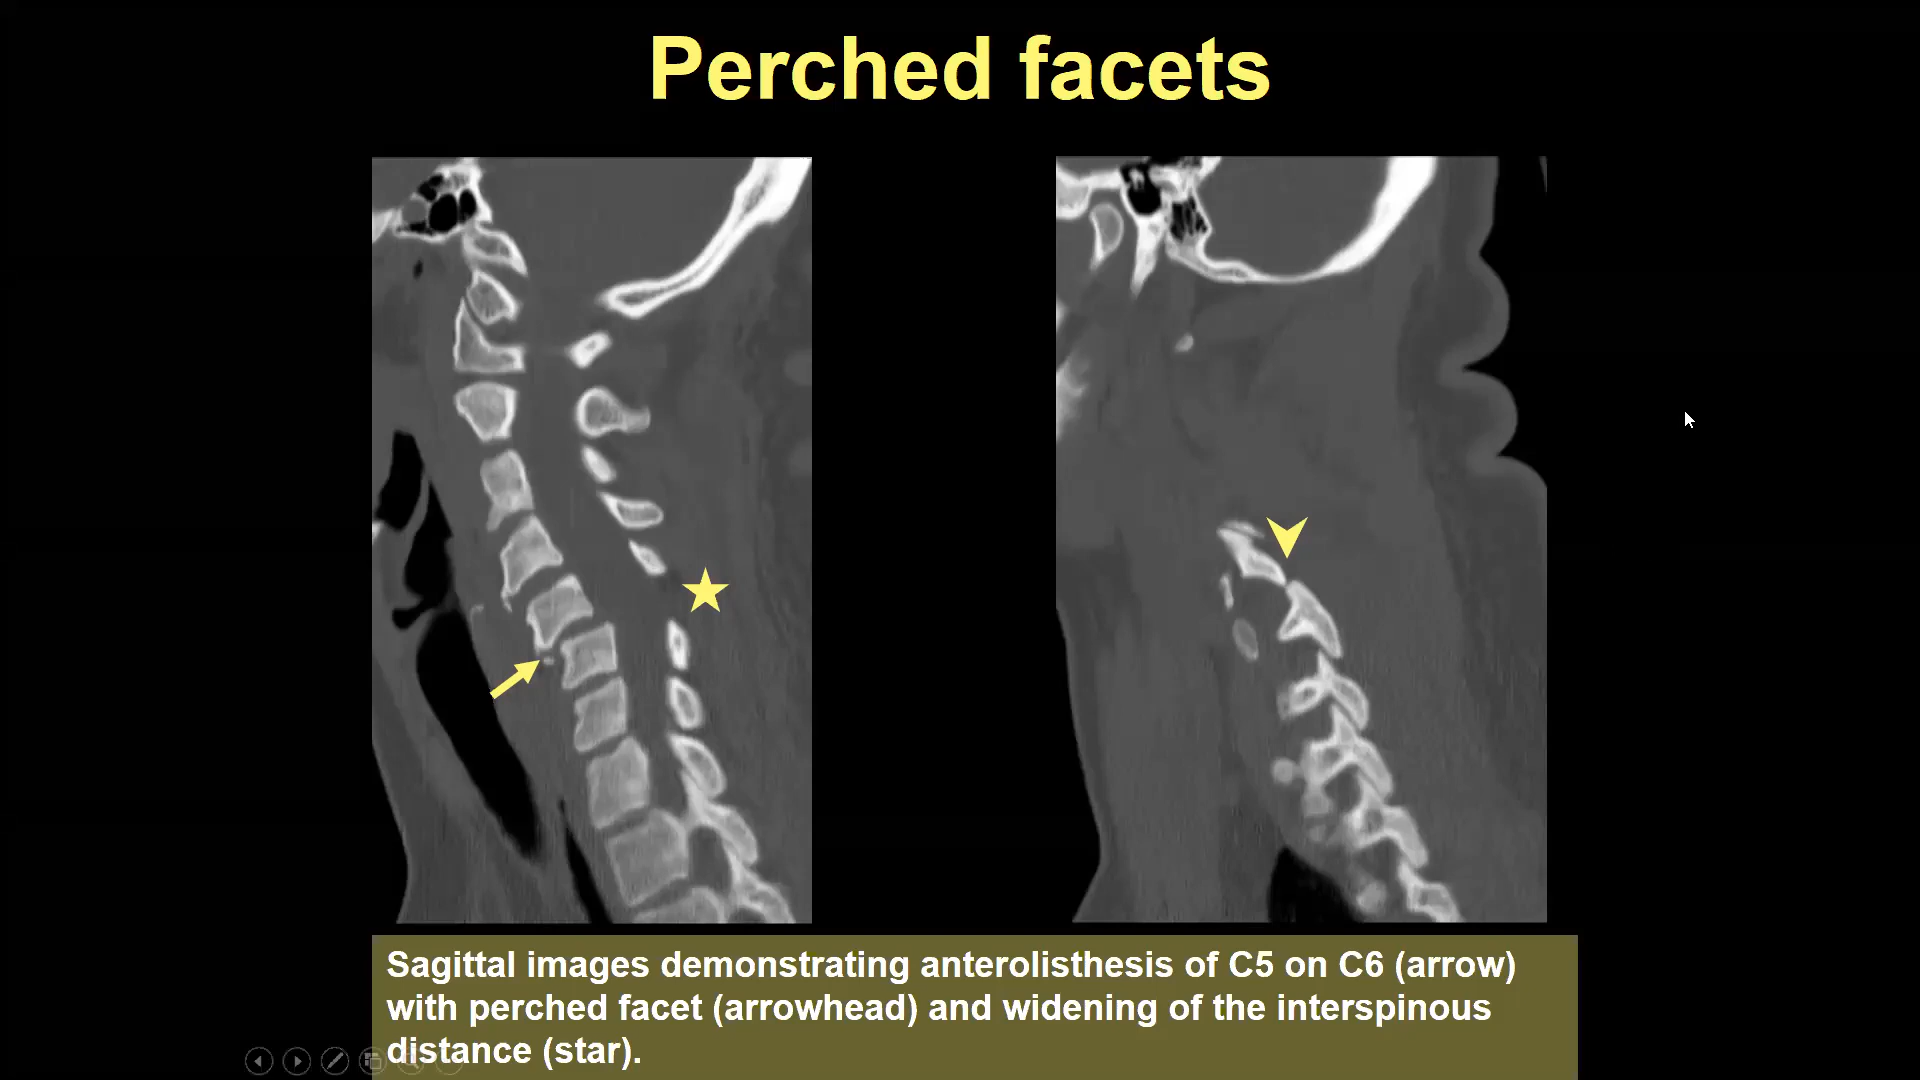 Perched facets
Sagittal images demonstrating anterolisthesis of C5 on C6 (arrow)
with perched facet (arrowhead) and widening of the interspinous
distance (star).